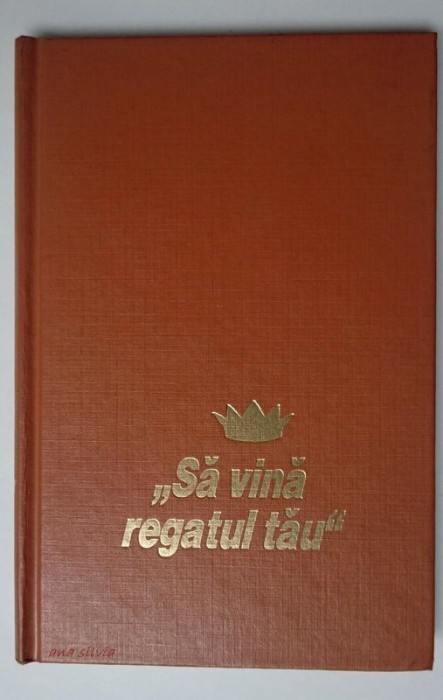 „Să vină
regatul tău“
ana silvia